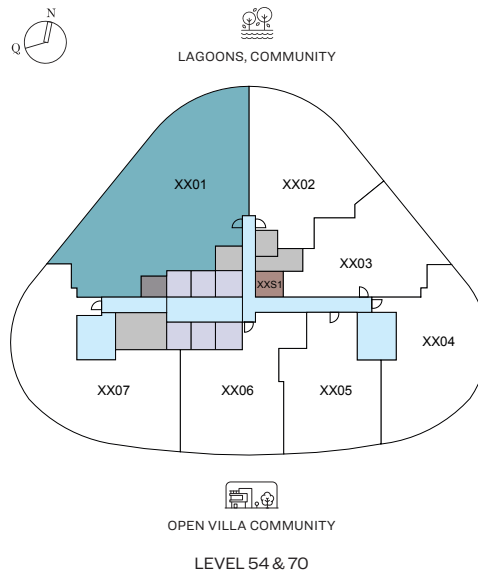 N
Q
LAGOONS, COMMUNITY
XX01
XX02
XX03
XXS1
XX04
XX07
XX06
XX05
OPEN VILLA COMMUNITY
LEVEL 54 & 70